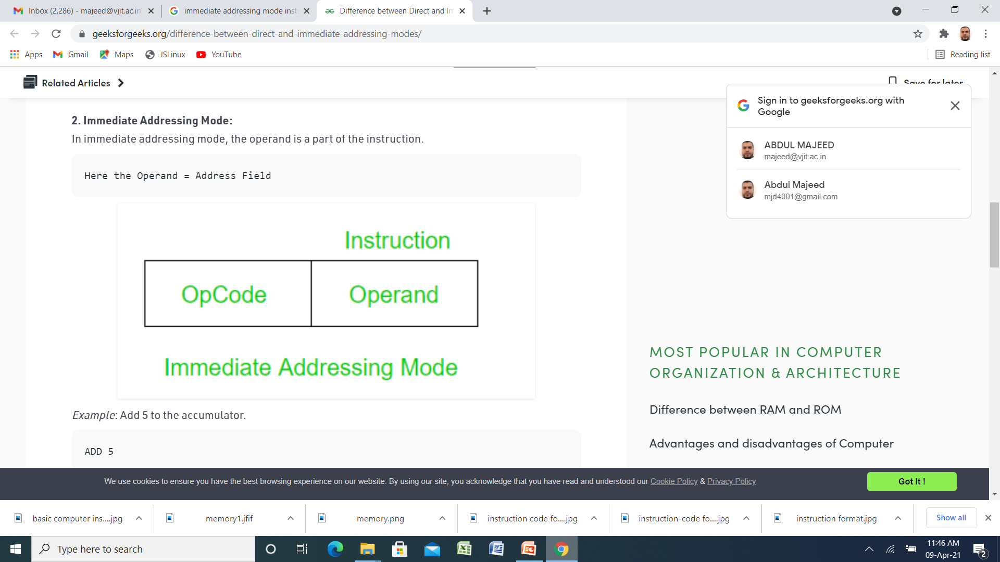 Inbox (2,286) - majeed@vjit.ac.in
immediate addressing mode inst
Difference between Direct and Im
geeksforgeeks.org/difference-between-direct-and-immediate-addressing-modes/
Apps
Gmail
Maps
JSLinux
YouTube
Reading list
Related Articles
Save for later
Sign in to geeksforgeeks.org with
Google
ABDUL MAJEED
majeed@vjit.ac.in
Abdul Majeed
mjd4001@gmail.com
2. Immediate Addressing Mode:
In immediate addressing mode, the operand is a part of the instruction.
Here the Operand = Address Field
Instruction
OpCode
Operand
Immediate Addressing Mode
Example: Add 5 to the accumulator.
ADD 5
MOST POPULAR IN COMPUTER
ORGANIZATION & ARCHITECTURE
Difference between RAM and ROM
Advantages and disadvantages of Computer
We use cookies to ensure you have the best browsing experience on our website. By using our site, you acknowledge that you have read and understood our Cookie Policy & Privacy Policy
Got It !
basic computer ins....jpg
memory1.jfif
memory.png
instruction code fo....jpg
instruction-code fo....jpg
instruction format.jpg
Show all
Type here to search
11:46 AM
09-Apr-21
2